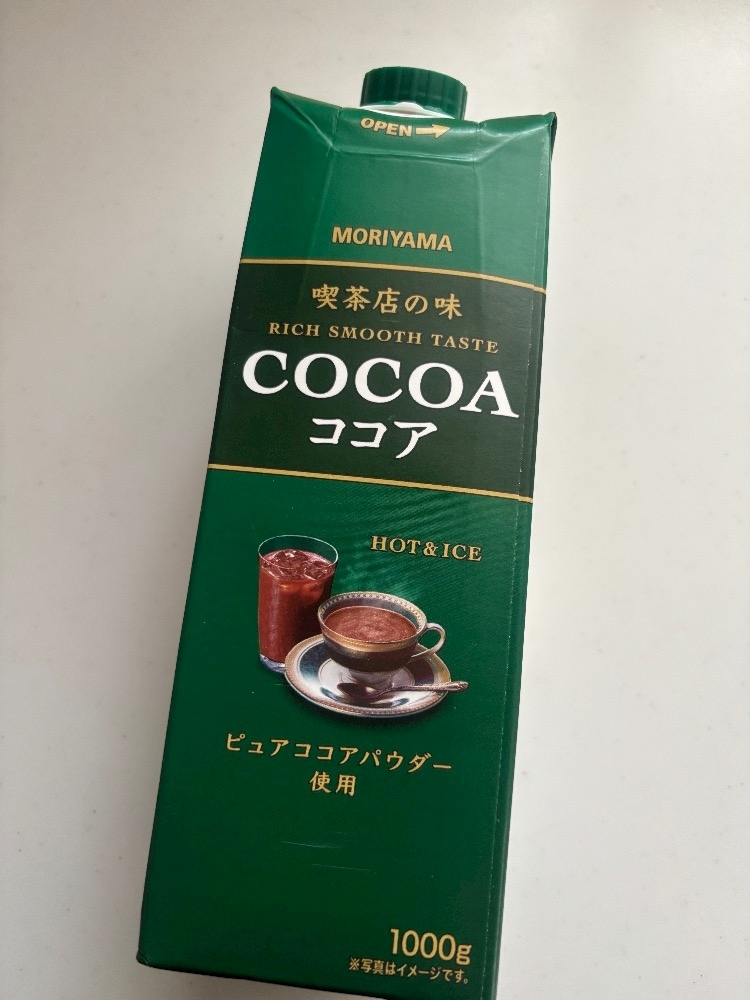 OPEN
MORIYAMA
喫茶店の味
RICH SMOOTH TASTE
COCOA
ココア
HOT&ICE
ピュアココアパウダー
使用
1000g
※写真はイメージです。